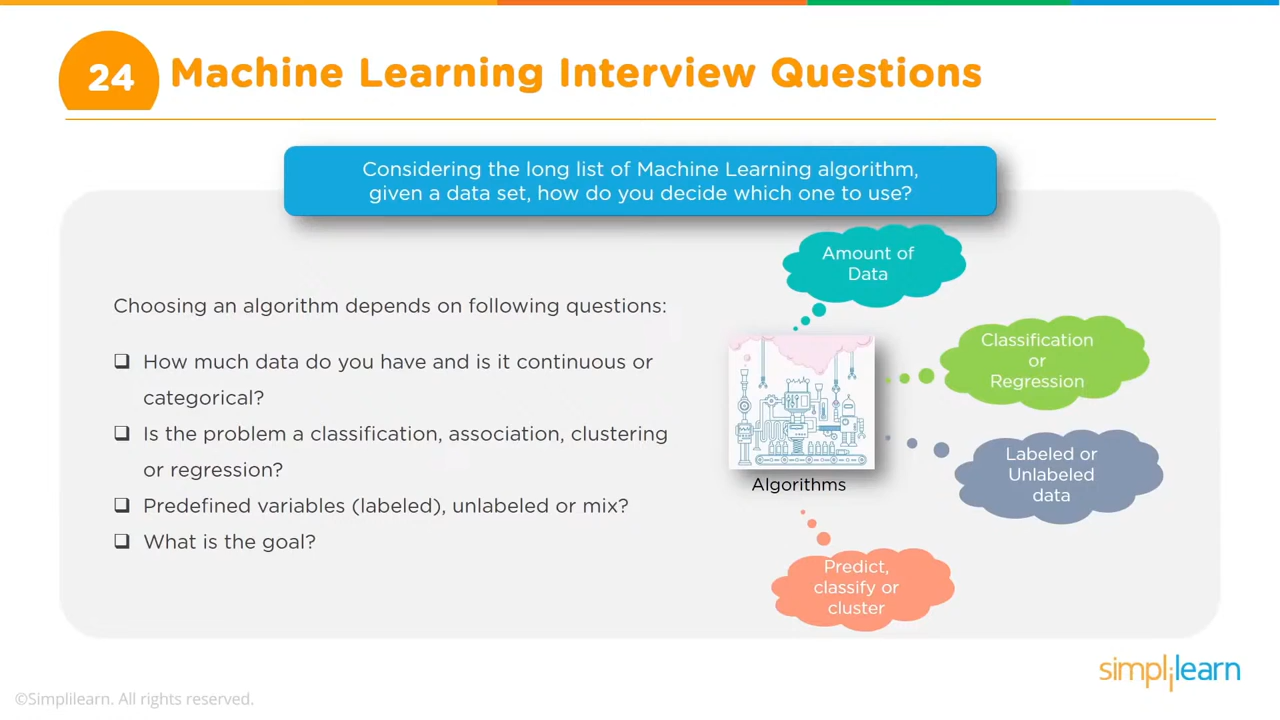 24
Machine Learning Interview Questions
Considering the long list of Machine Learning algorithm,
given a data set, how do you decide which one to use?
Choosing an algorithm depends on following questions:
❑ How much data do you have and is it continuous or
categorical?
❑ Is the problem a classification, association, clustering
or regression?
❑ Predefined variables (labeled), unlabeled or mix?
❑ What is the goal?
Amount of
Data
Classification
or
Regression
Labeled or
Unlabeled
data
Algorithms
Predict,
classify or
cluster
simplilearn
©Simplilearn. All rights reserved.